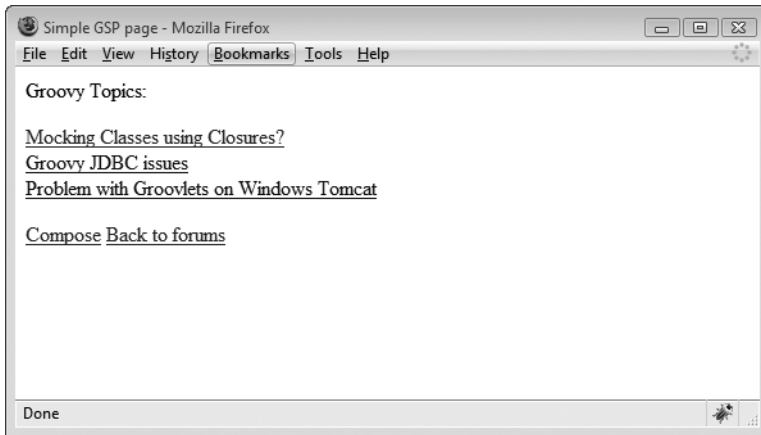 Simple GSP page - Mozilla Firefox
File Edit View History Bookmarks Tools Help
Groovy Topics:
Mocking Classes using Closures?
Groovy JDBC issues
Problem with Groovlets on Windows Tomcat
Compose Back to forums
Done